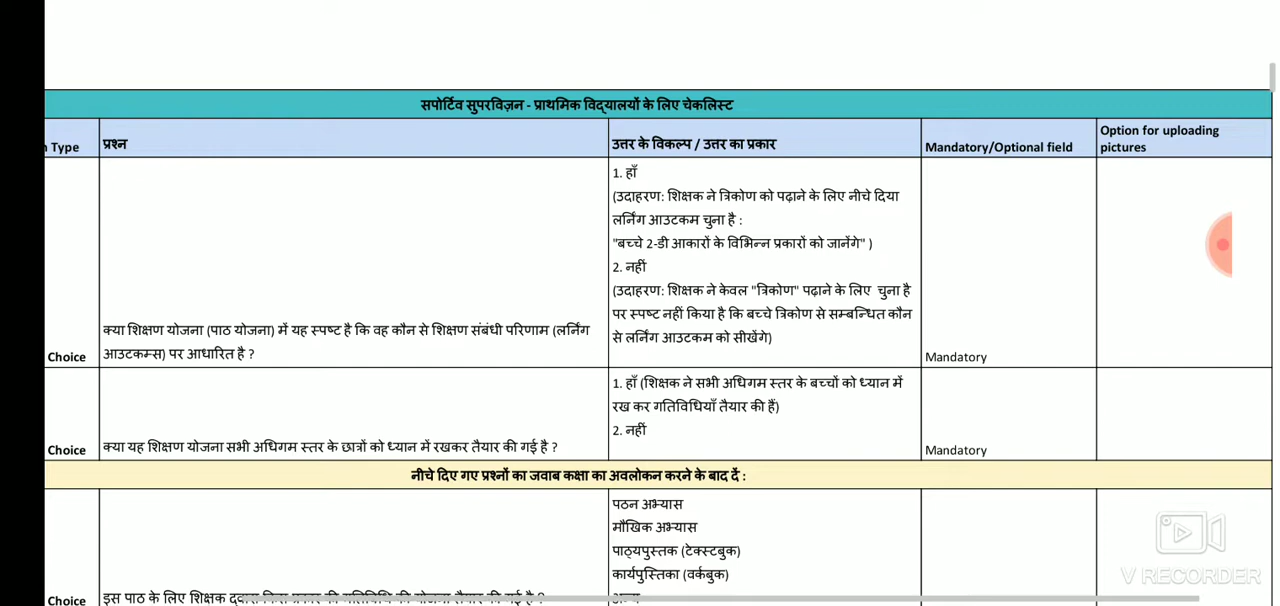 सपोर्टिव सुपरविज़न - प्राथमिक विद्यालयों के लिए चेकलिस्ट
Type
प्रश्न
उत्तर के विकल्प / उत्तर का प्रकार
Mandatory/Optional field
Option for uploading
pictures
1. हाँ
(उदाहरण: शिक्षक ने त्रिकोण को पढ़ाने के लिए नीचे दिया
लर्निंग आउटकम चुना है :
"बच्चे 2-डी आकारों के विभिन्न प्रकारों को जानेंगे" )
2. नहीं
(उदाहरण: शिक्षक ने केवल "त्रिकोण" पढ़ाने के लिए चुना है
पर स्पष्ट नहीं किया है कि बच्चे त्रिकोण से सम्बन्धित कौन
से लर्निंग आउटकम को सीखेंगे)
क्या शिक्षण योजना (पाठ योजना) में यह स्पष्ट है कि वह कौन से शिक्षण संबंधी परिणाम (लर्निंग
आउटकम्स) पर आधारित है ?
Choice
Mandatory
1. हाँ (शिक्षक ने सभी अधिगम स्तर के बच्चों को ध्यान में
रख कर गतिविधियाँ तैयार की हैं)
2. नहीं
Choice
क्या यह शिक्षण योजना सभी अधिगम स्तर के छात्रों को ध्यान में रखकर तैयार की गई है ?
Mandatory
नीचे दिए गए प्रश्नों का जवाब कक्षा का अवलोकन करने के बाद दें :
पठन अभ्यास
मौखिक अभ्यास
पाठ्यपुस्तक (टेक्स्टबुक)
कार्यपुस्तिका (वर्कबुक)
Choice
इस पाठ के लिए शिक्षक
V RECORDER